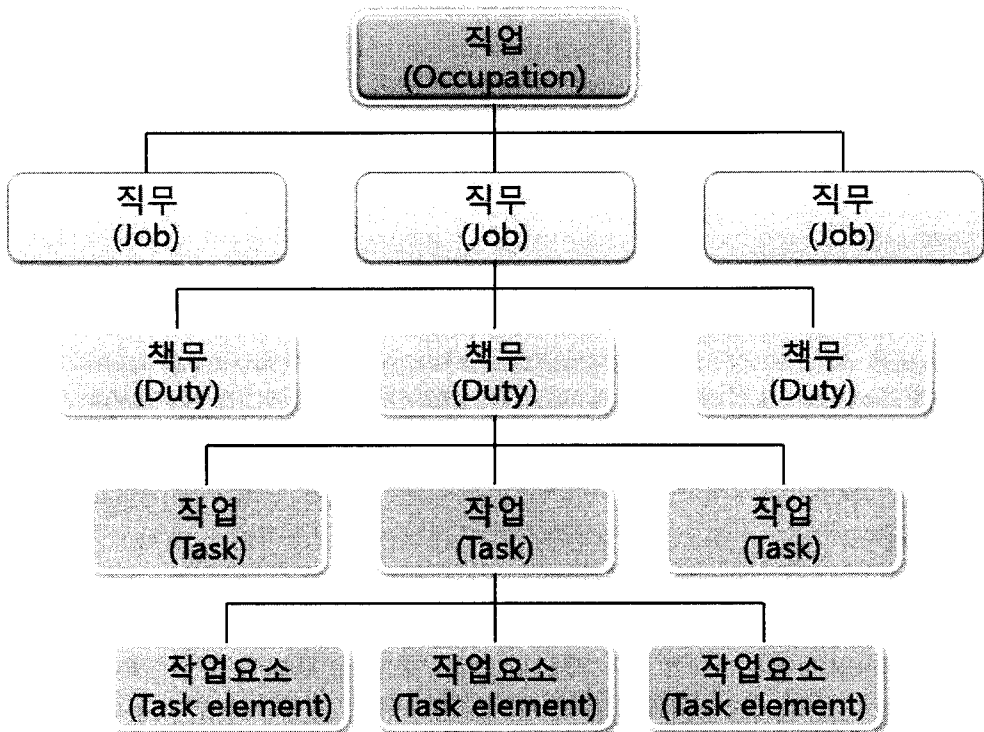 직업
(Occupation)
직무
(Job)
직무
(Job)
직무
(Job)
책무
(Duty)
책무
(Duty)
책무
(Duty)
작업
(Task)
작업
(Task)
작업
(Task)
작업요소
(Task element)
작업요소
(Task element)
작업요소
(Task element)